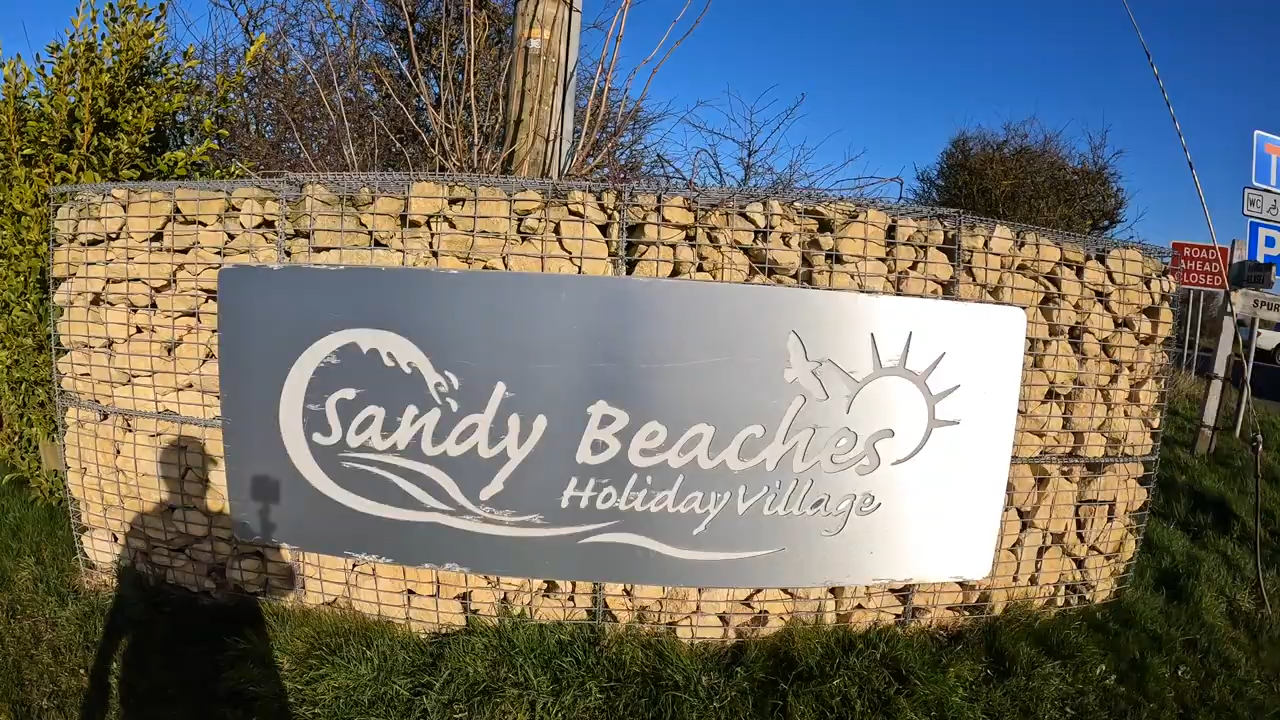 Sandy Beaches
Holiday Village
ROAD
AHEAD
CLOSED
WC
P
SPUR